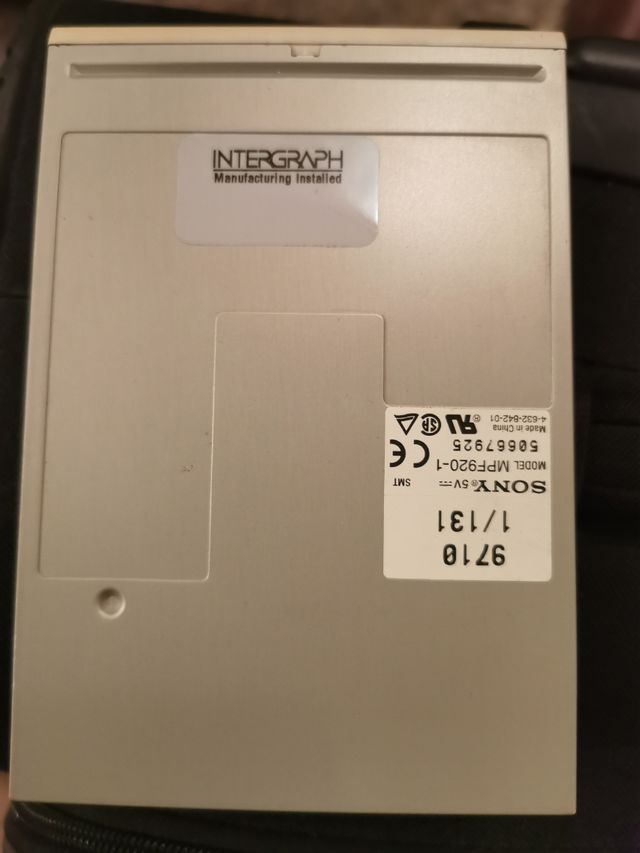 INTERGRAPH
Manufacturing Installed
9710
1/131
SONY® 5V⎓ SMT
MODEL MPF920-1
50667925 CE
Made in China
4-632-842-01